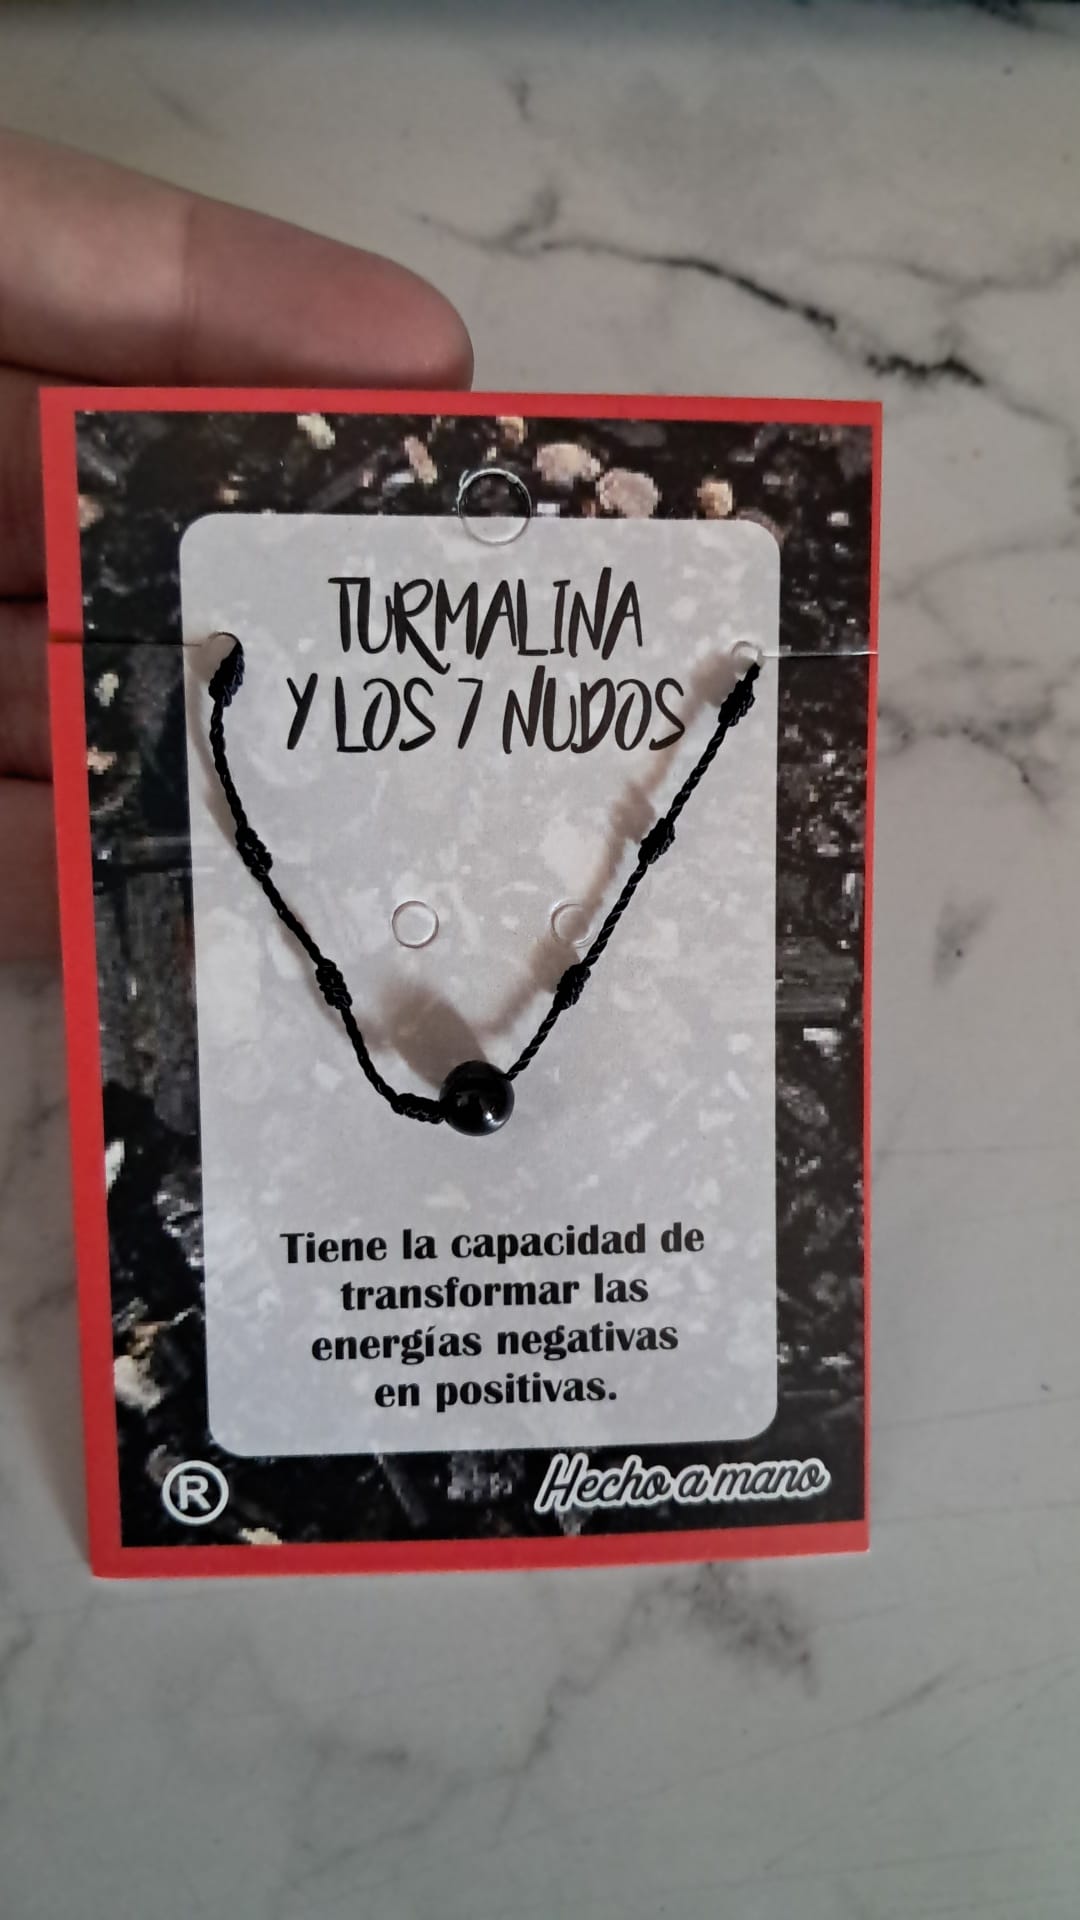 TURMALINA
Y LOS 7 NUDOS
Tiene la capacidad de
transformar las
energías negativas
en positivas.
®
Hecho a mano